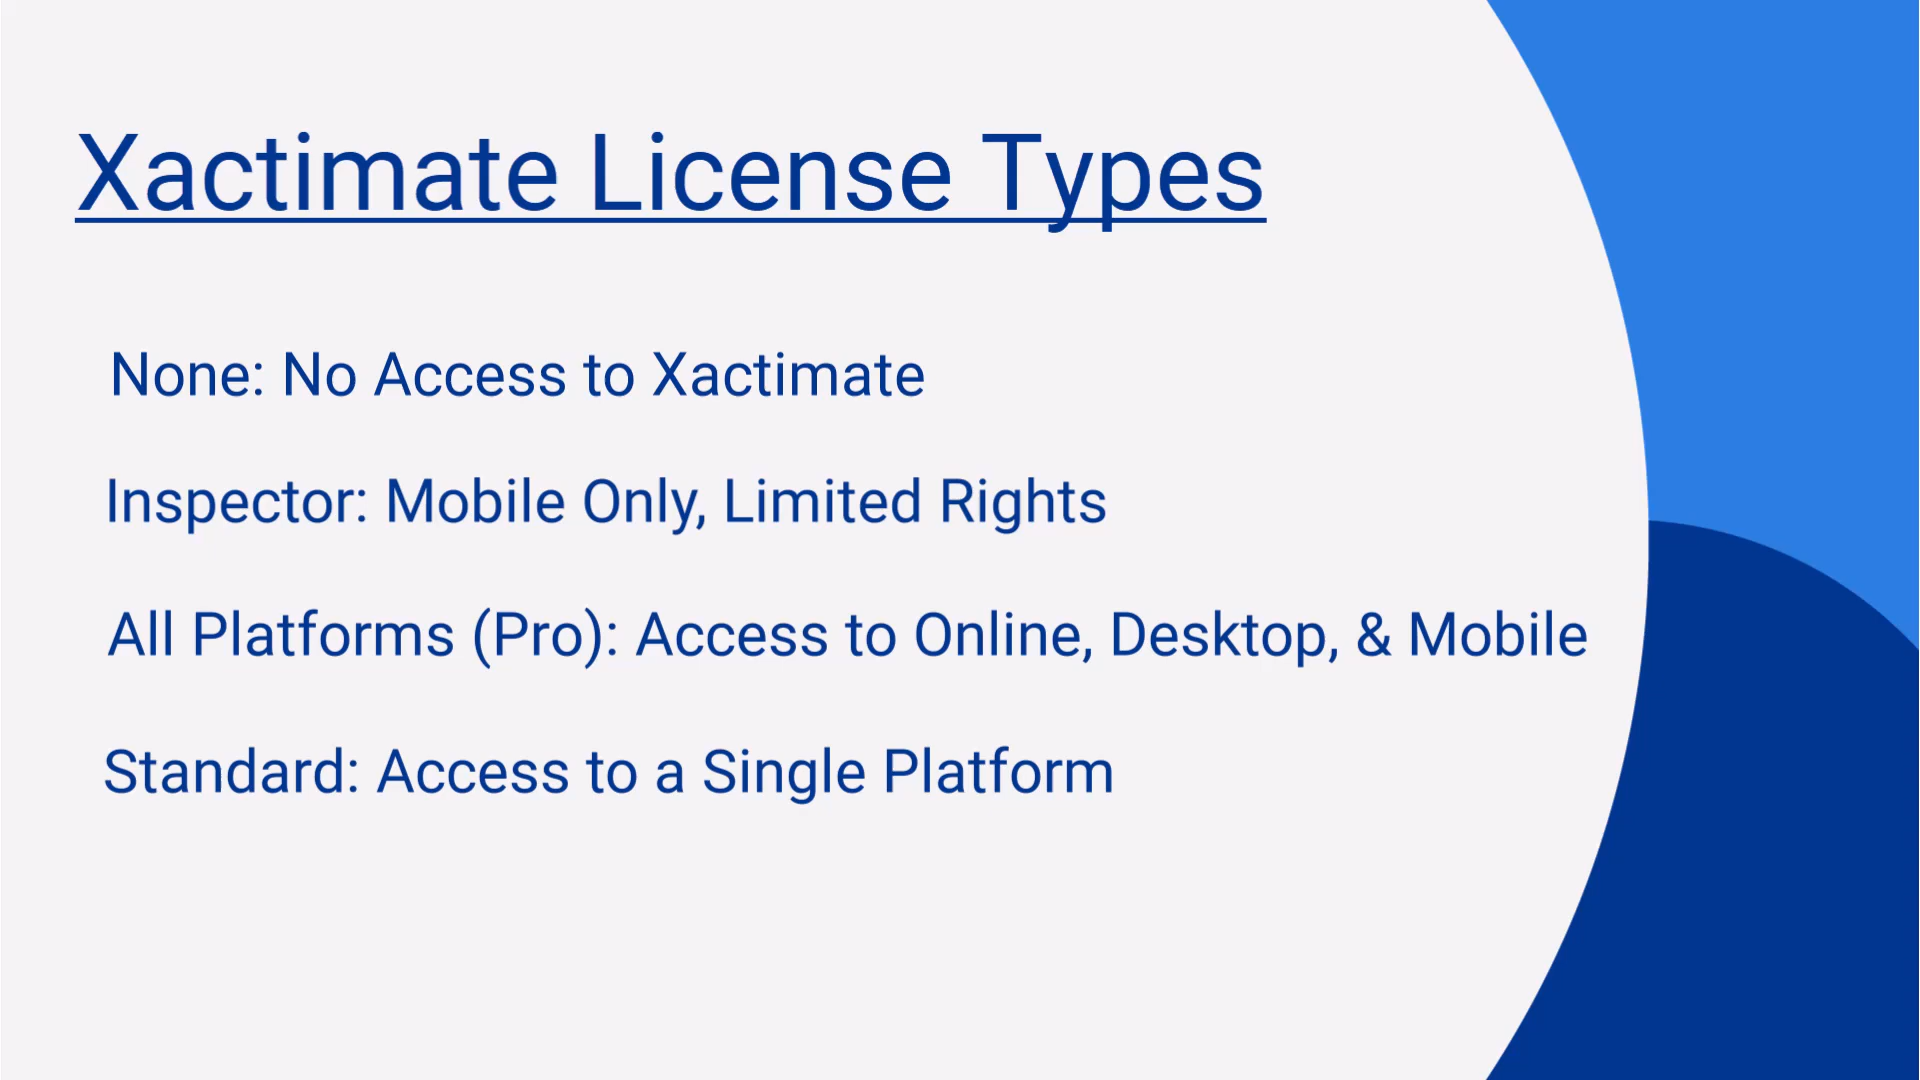 Xactimate License Types
None: No Access to Xactimate
Inspector: Mobile Only, Limited Rights
All Platforms (Pro): Access to Online, Desktop, & Mobile
Standard: Access to a Single Platform